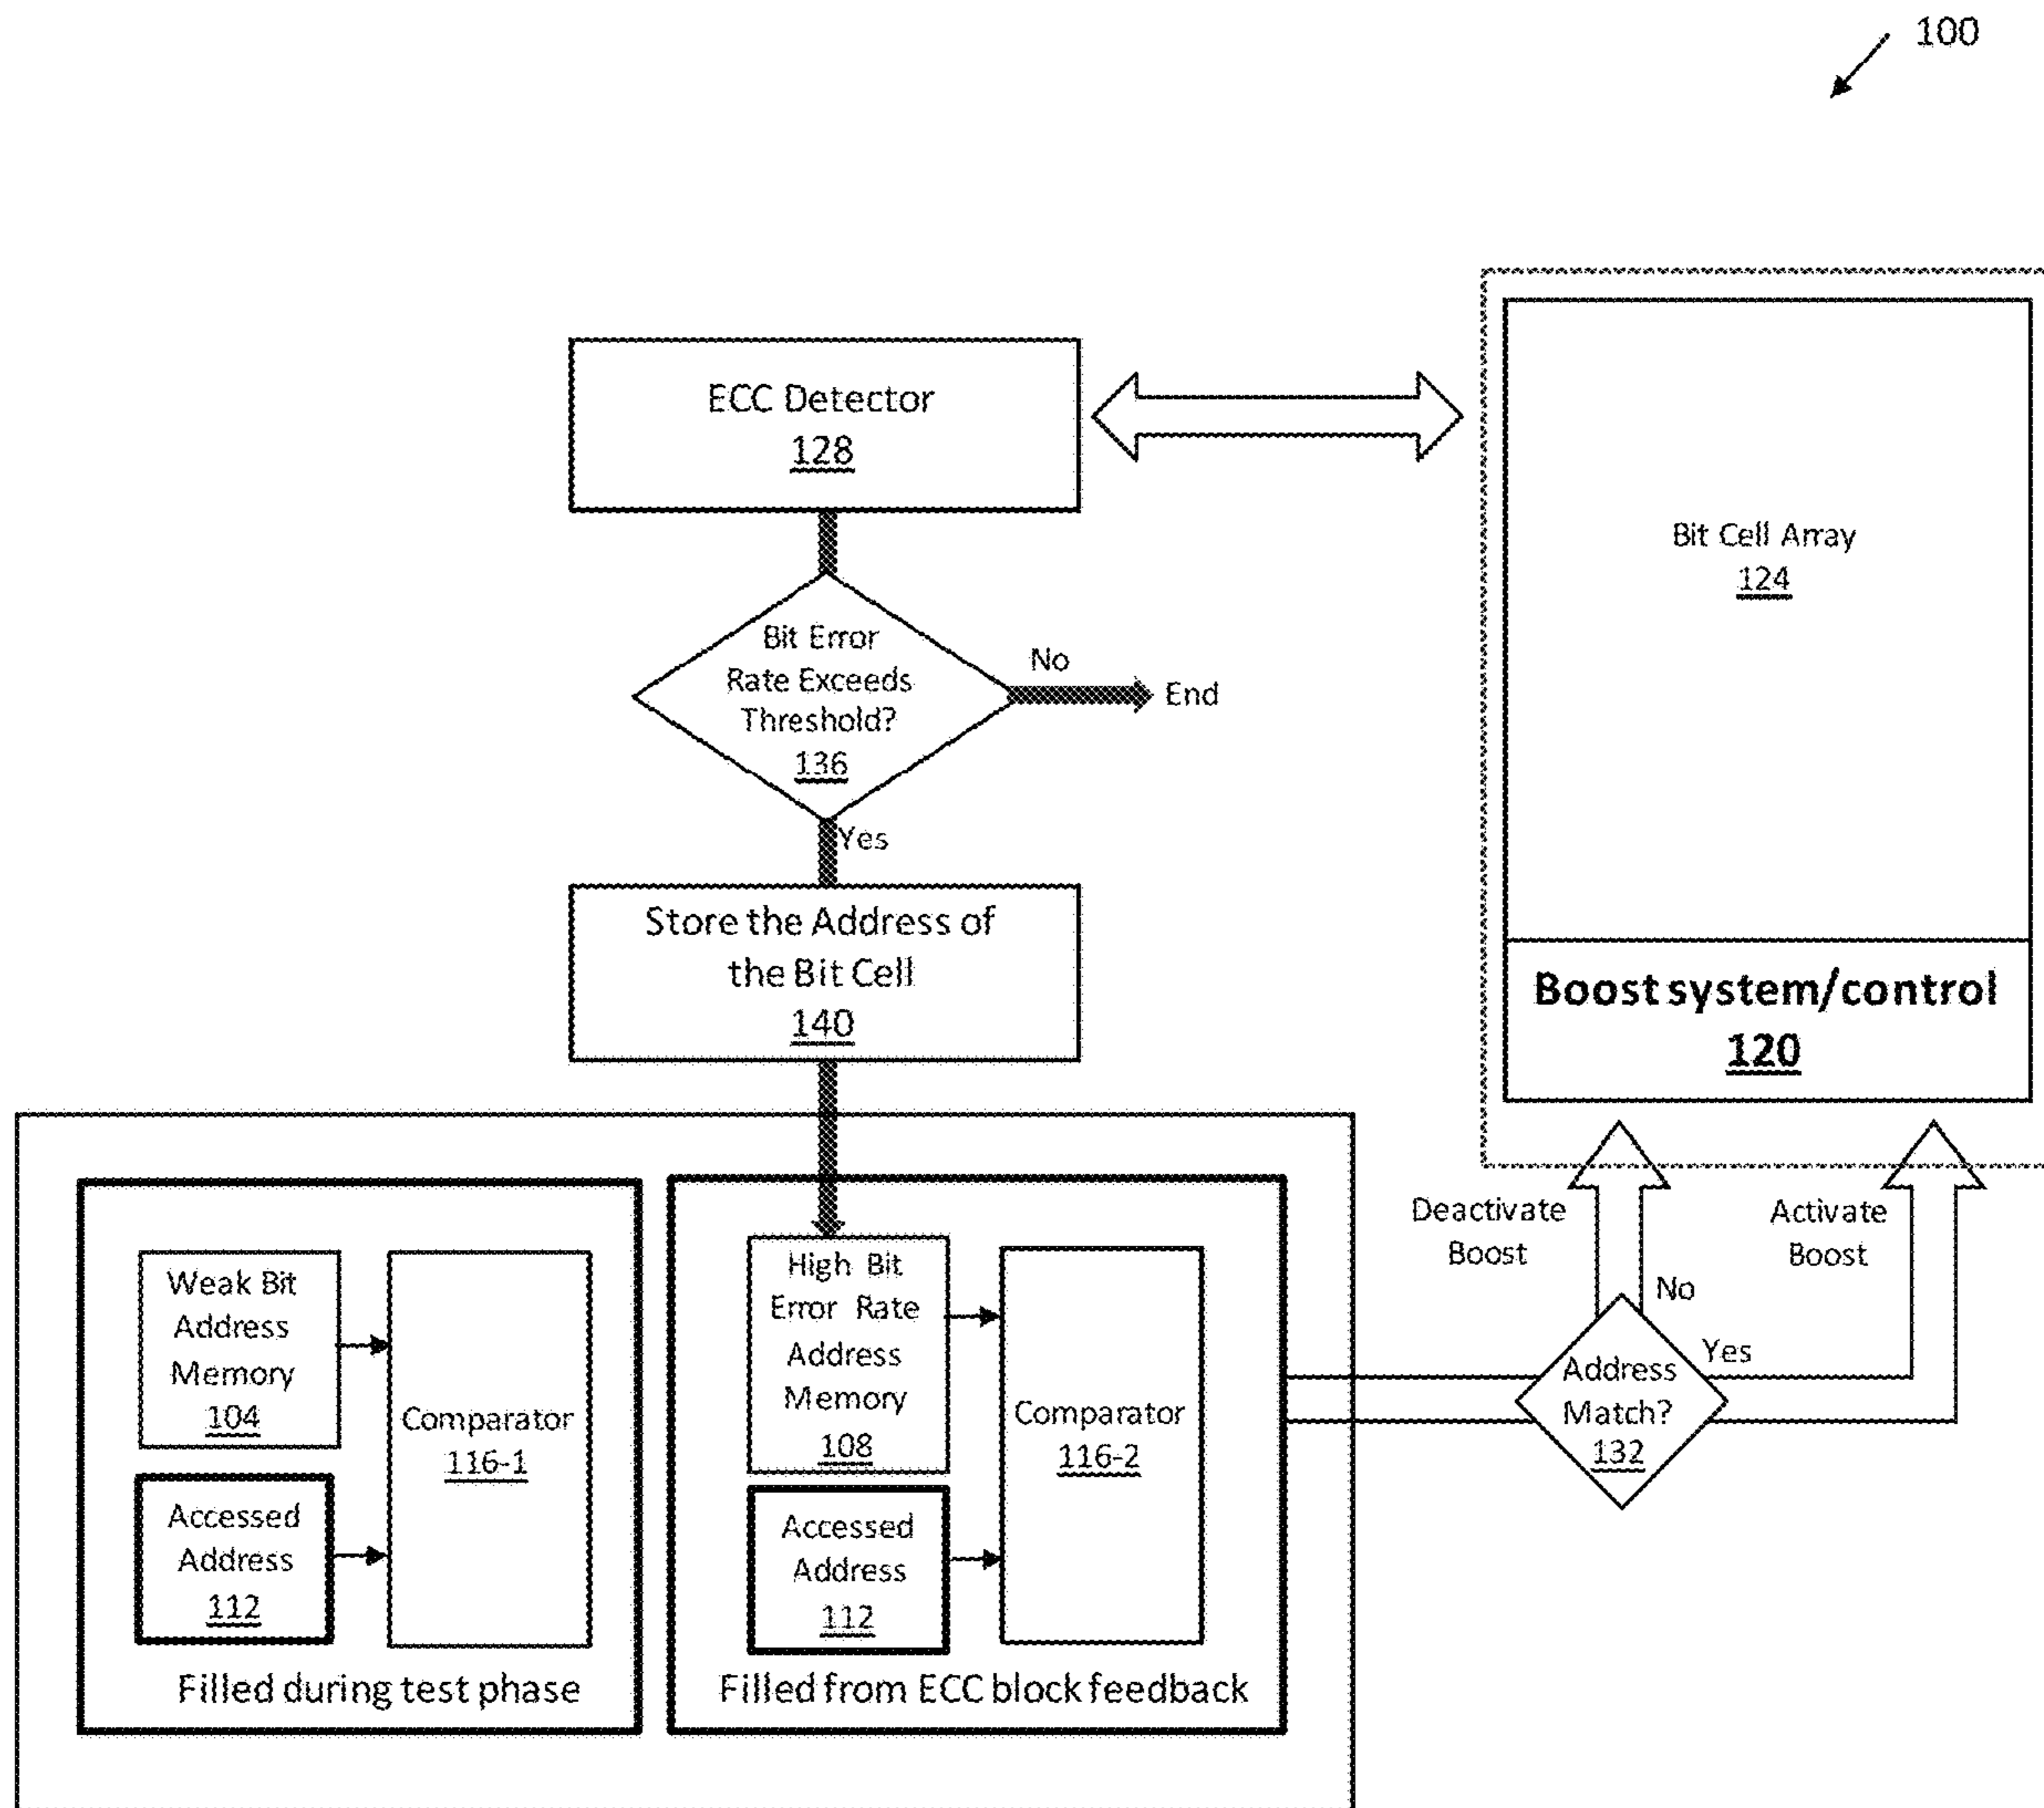 100
ECC Detector
128
Bit Cell Array
124
Bit Error
Rate Exceeds
Threshold?
136
No
End
Yes
Store the Address of
the Bit Cell
140
Boost system/control
120
Deactivate
Boost
No
Activate
Boost
Yes
Address
Match?
132
Weak Bit
Address
Memory
104
Accessed
Address
112
Comparator
116-1
Filled during test phase
High Bit
Error Rate
Address
Memory
108
Accessed
Address
112
Comparator
116-2
Filled from ECC block feedback